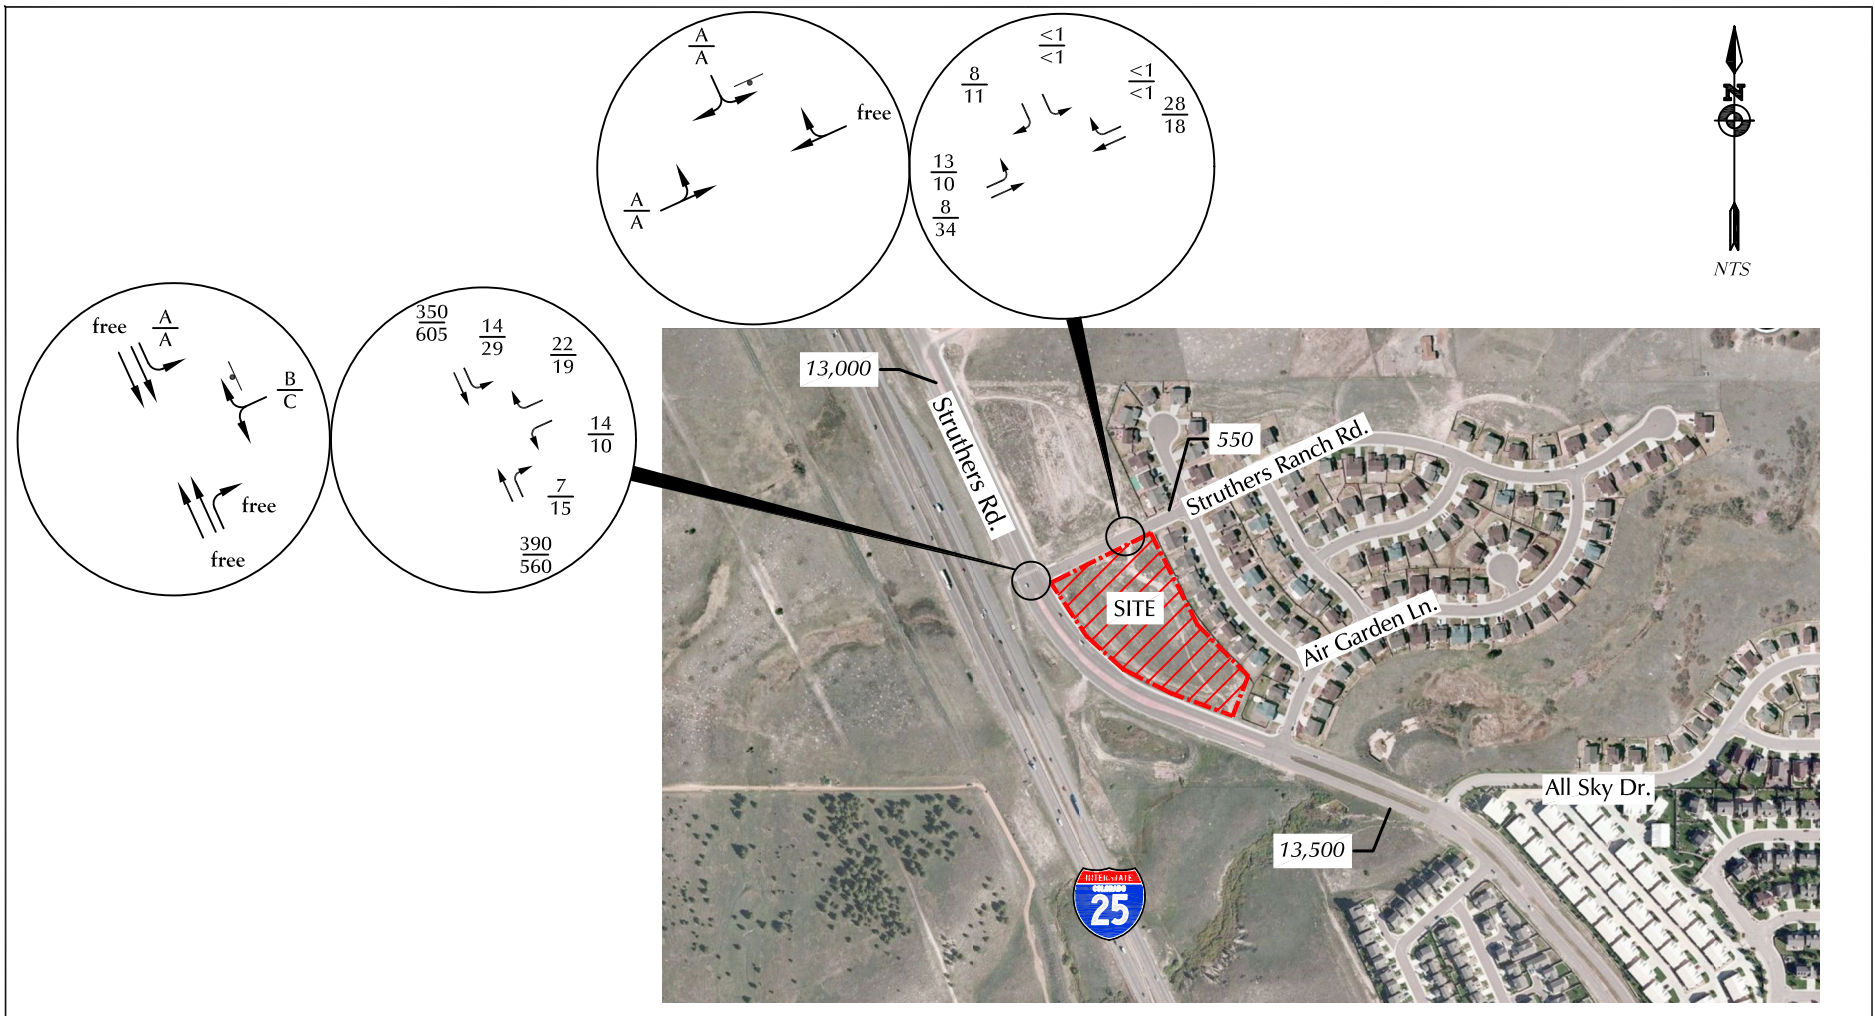 A
A
free
A
A
<1
<1
8
11
<1
<1
28
18
13
10
8
34
N
NTS
free
A
A
B
C
free
free
350
605
14
29
22
19
14
10
7
15
390
560
13,000
Struthers Rd.
550
Struthers Ranch Rd.
SITE
Air Garden Ln.
All Sky Dr.
13,500
INTERSTATE
COLORADO
25